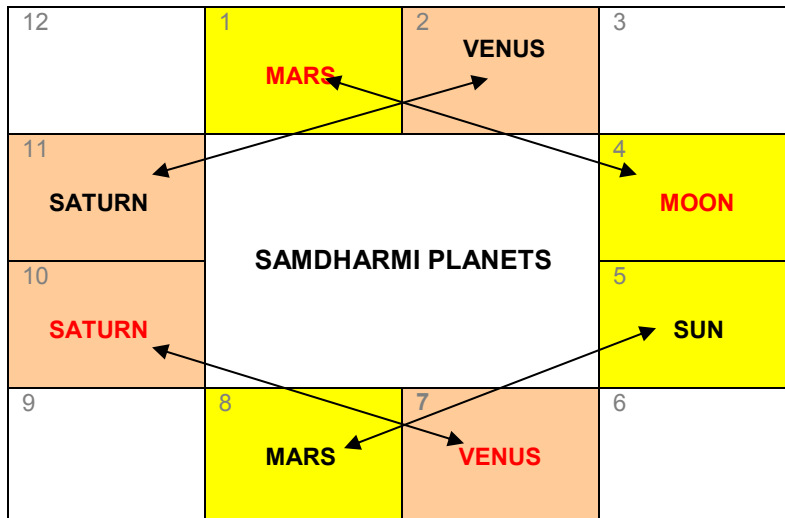 12
1
MARS
2
VENUS
3
11
SATURN
4
MOON
SAMDHARMI PLANETS
10
SATURN
5
SUN
9
8
MARS
7
VENUS
6